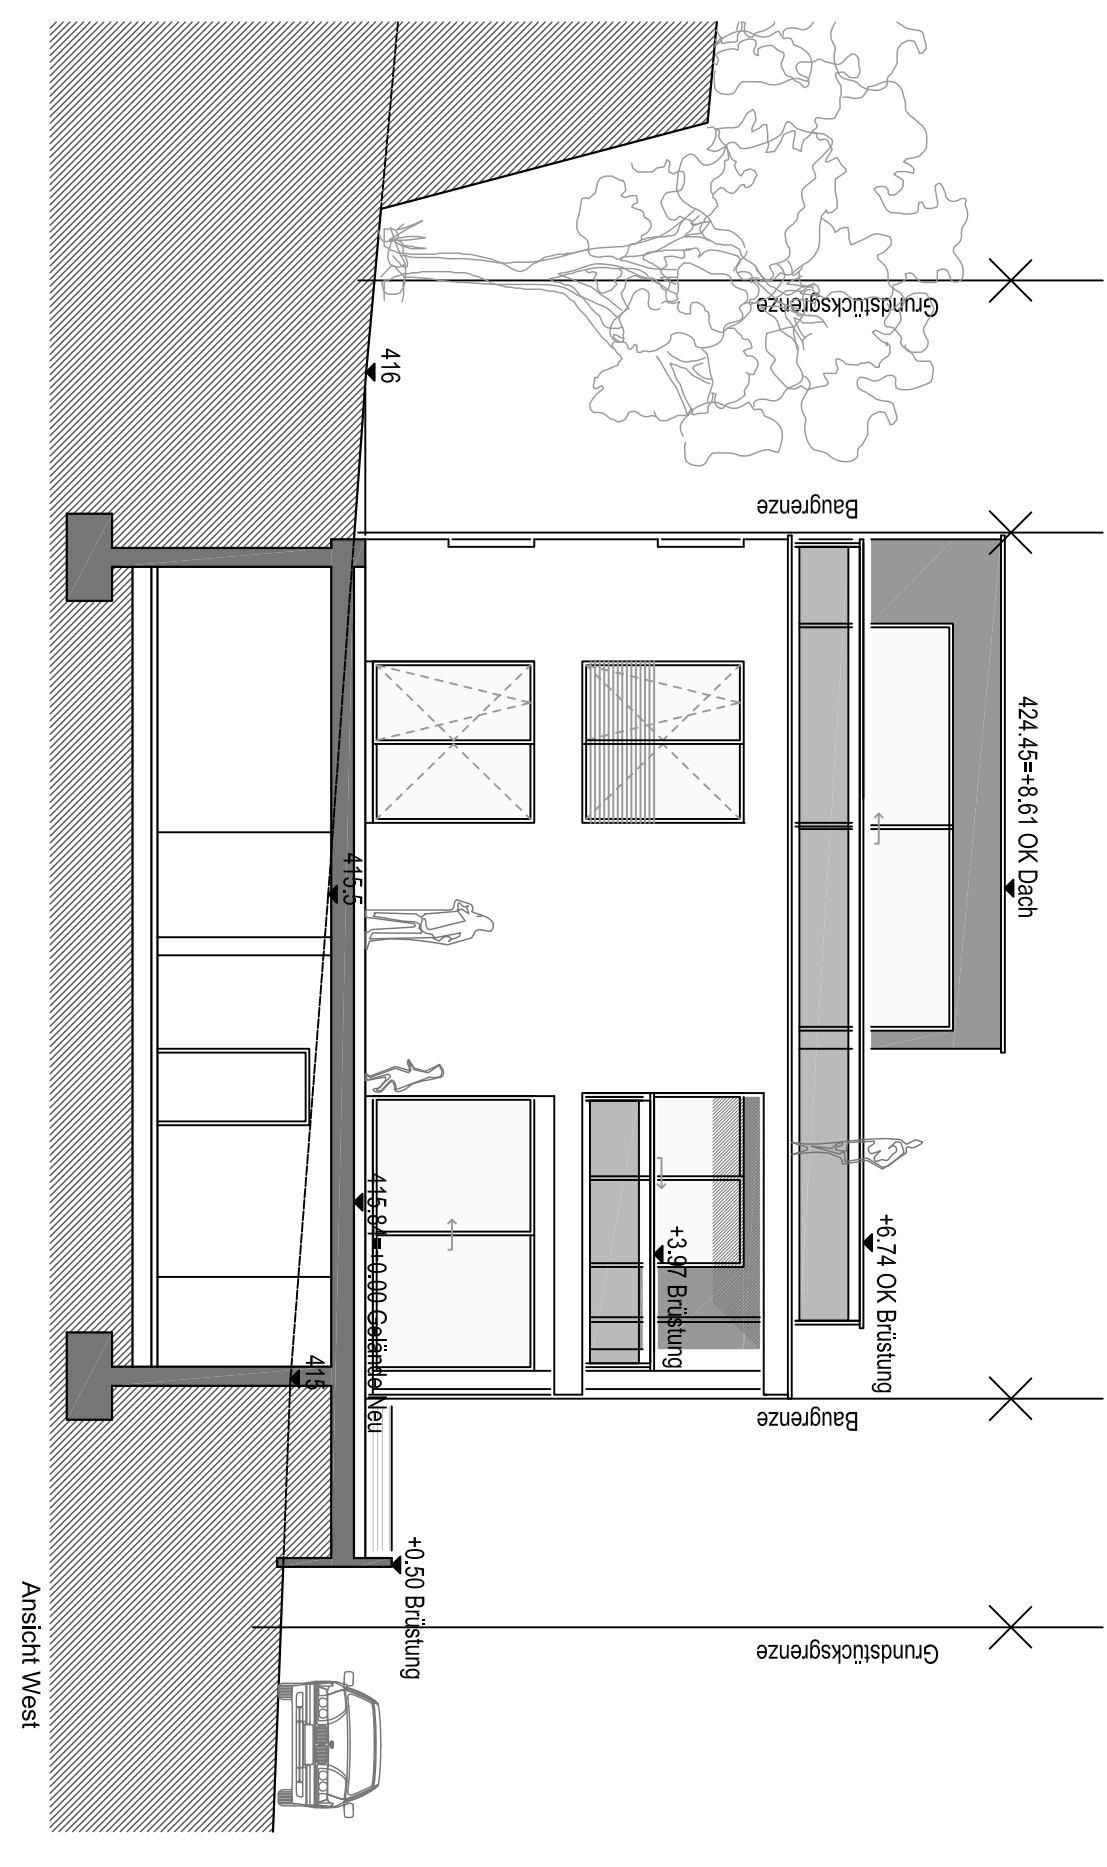 Grundstücksgrenze
Baugrenze
Baugrenze
Grundstücksgrenze
424.45=+8.61 OK Dach
+6.74 OK Brüstung
+3.97 Brüstung
+0.50 Brüstung
416
415.84=±0.00 Gelände Neu
415.5
415
Ansicht West